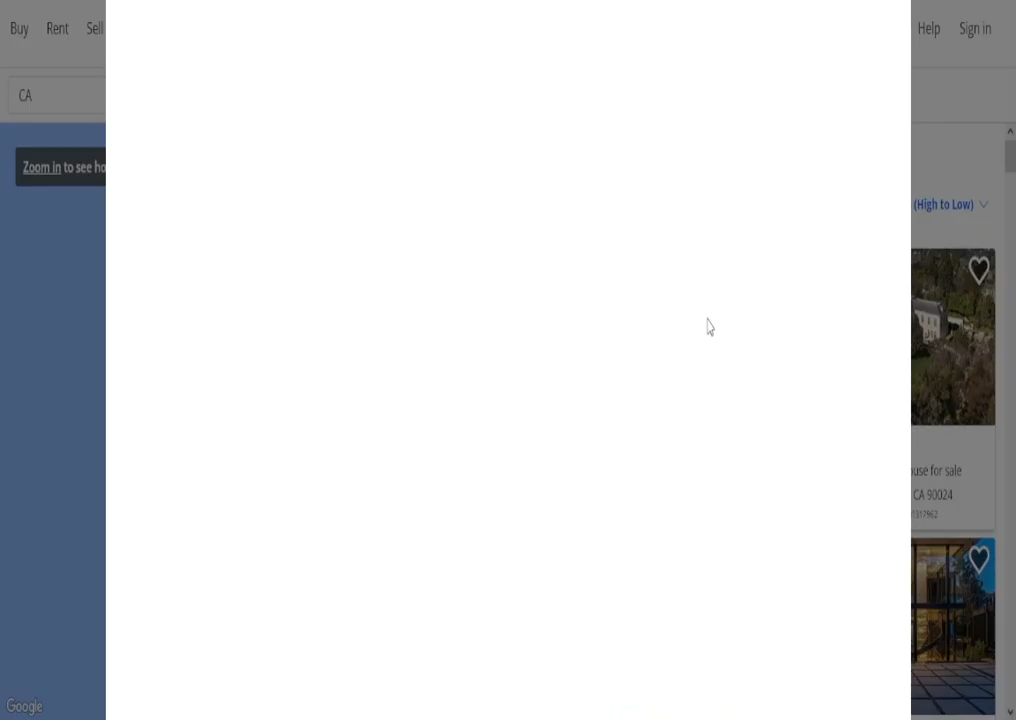 Buy Rent Sell Help Sign in
CA
Zoom in to see ho
(High to Low)
use for sale
CA 90024
1317962
Google